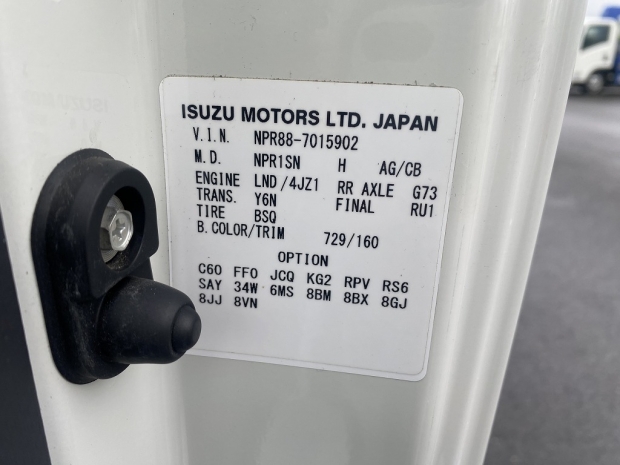 ISUZU MOTORS LTD. JAPAN
V.I.N. NPR88-7015902
M.D. NPR1SN H AG/CB
ENGINE LND/4JZ1 RR AXLE G73
TRANS. Y6N FINAL RU1
TIRE BSQ
B.COLOR/TRIM 729/160
OPTION
C60 FFO JCQ KG2 RPV RS6
SAY 34W 6MS 8BM 8BX 8GJ
8JJ 8VN